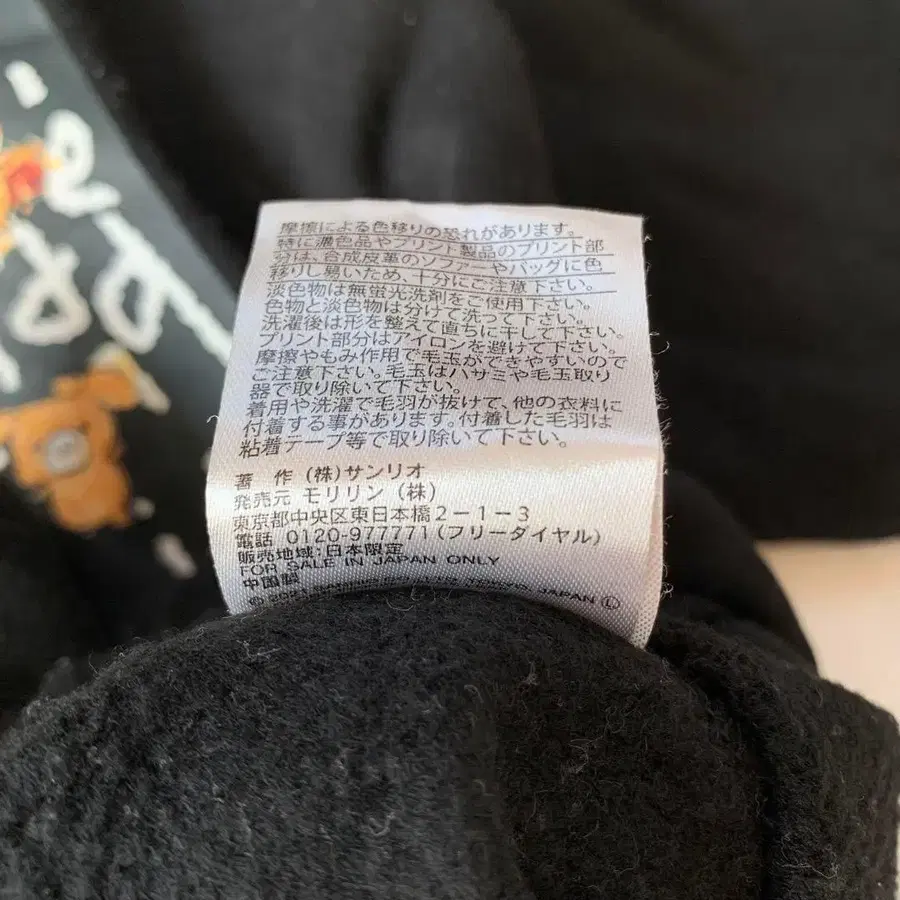 摩擦による色移りの恐れがあります。
特に濃色品やプリント製品のプリント部
分は、合成皮革のソファーやバッグに色
移りし易いため、十分にご注意下さい。
淡色物は無蛍光洗剤をご使用下さい。
色物と淡色物は分けて洗って下さい。
洗濯後は形を整えて直ちに干して下さい。
プリント部分はアイロンを避けて下さい。
摩擦やもみ作用で毛玉ができやすいので
ご注意下さい。毛玉はハサミや毛玉取り
器で取り除いて下さい。
着用や洗濯で毛羽が抜けて、他の衣料に
付着する事があります。付着した毛羽は
粘着テープ等で取り除いて下さい。
著 作 (株)サンリオ
発売元 モリリン (株)
東京都中央区東日本橋2-1-3
電話 0120-977771(フリーダイヤル)
販売地域:日本限定
FOR SALE IN JAPAN ONLY
中国製
TOKYO, JAPAN Ⓛ